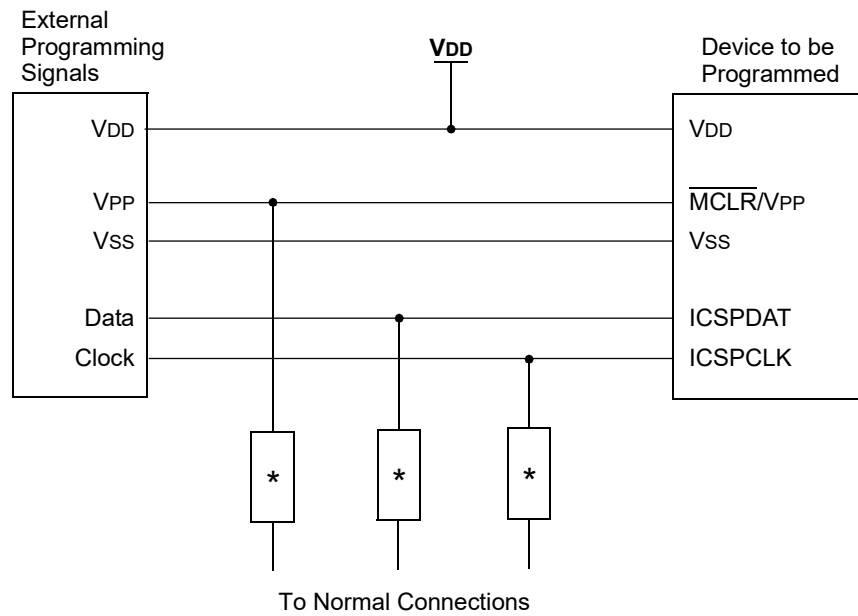 External
Programming
Signals
VDD
Device to be
Programmed
VDD
VDD
VPP
MCLR/VPP
VSS
VSS
Data
ICSPDAT
Clock
ICSPCLK
*
*
*
To Normal Connections